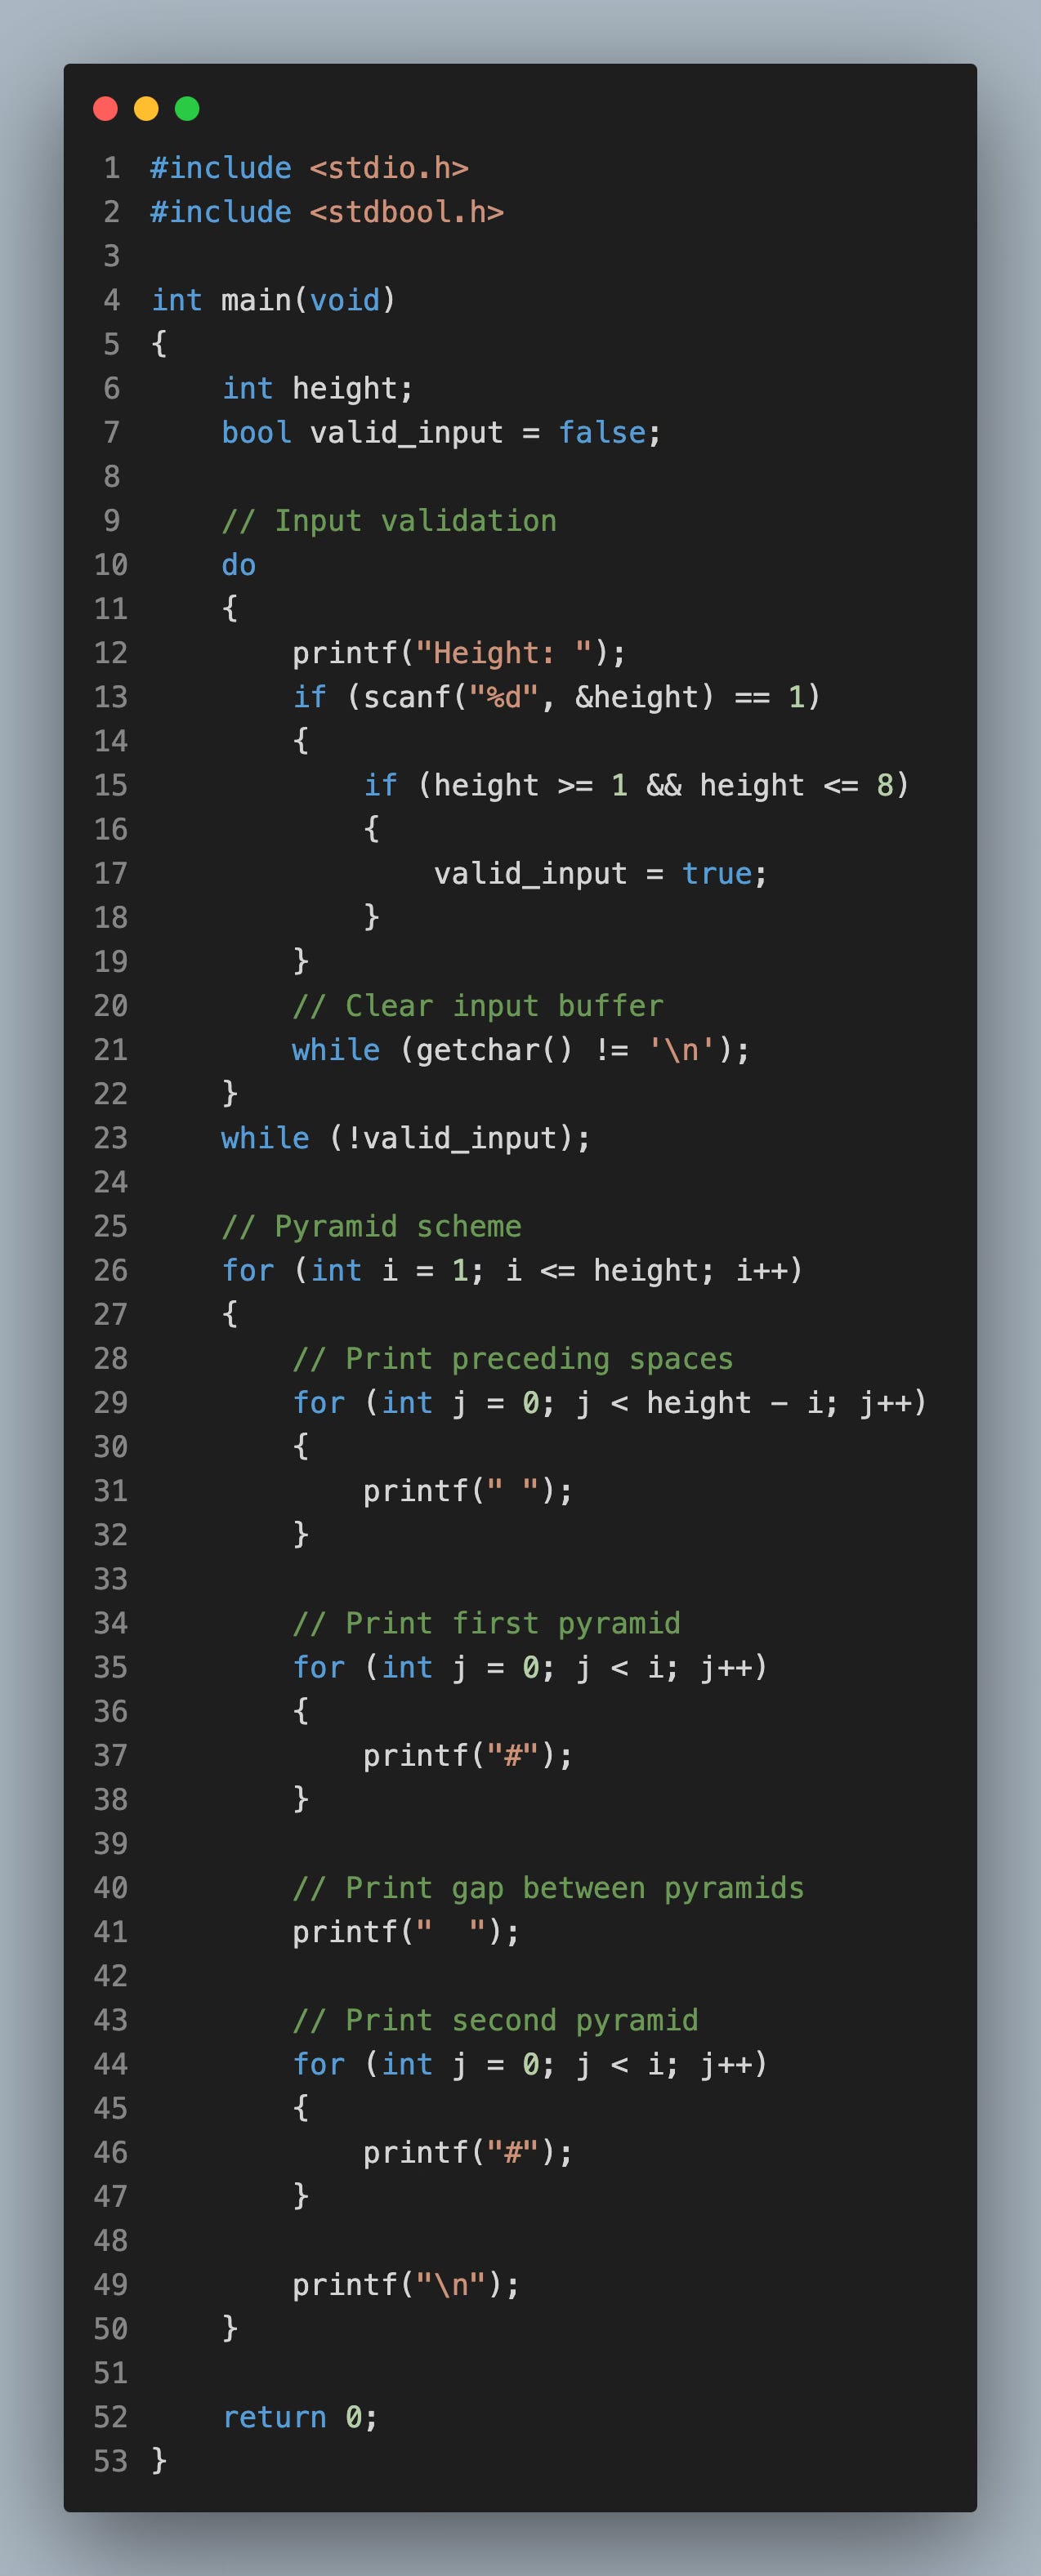 1 #include <stdio.h>
2 #include <stdbool.h>
3
4 int main(void)
5 {
6     int height;
7     bool valid_input = false;
8
9     // Input validation
10     do
11     {
12         printf("Height: ");
13         if (scanf("%d", &height) == 1)
14         {
15             if (height >= 1 && height <= 8)
16             {
17                 valid_input = true;
18             }
19         }
20         // Clear input buffer
21         while (getchar() != '\n');
22     }
23     while (!valid_input);
24
25     // Pyramid scheme
26     for (int i = 1; i <= height; i++)
27     {
28         // Print preceding spaces
29         for (int j = 0; j < height - i; j++)
30         {
31             printf(" ");
32         }
33
34         // Print first pyramid
35         for (int j = 0; j < i; j++)
36         {
37             printf("#");
38         }
39
40         // Print gap between pyramids
41         printf("  ");
42
43         // Print second pyramid
44         for (int j = 0; j < i; j++)
45         {
46             printf("#");
47         }
48
49         printf("\n");
50     }
51
52     return 0;
53 }